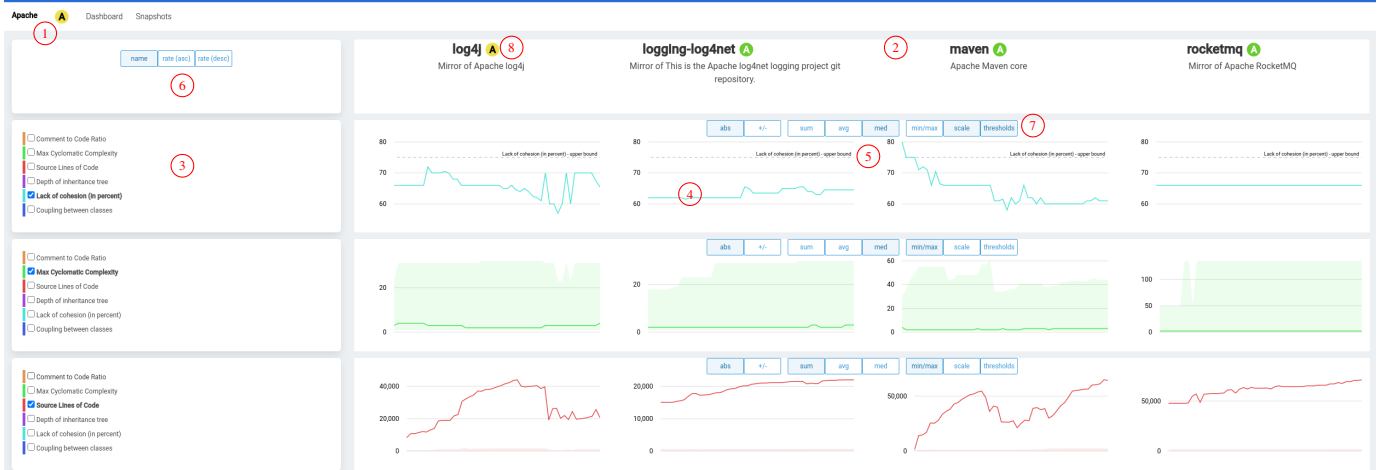 Apache A Dashboard Snapshots
1
name rate (asc) rate (desc)
6
log4j A 8
Mirror of Apache log4j
logging-log4net A
Mirror of This is the Apache log4net logging project git
repository.
2
maven A
Apache Maven core
rocketmq A
Mirror of Apache RocketMQ
Comment to Code Ratio
Max Cyclomatic Complexity
Source Lines of Code
Depth of inheritance tree
Lack of cohesion (in percent)
Coupling between classes
3
abs +/- sum avg med min/max scale thresholds 7
80 80 80 80
Lack of cohesion (in percent) - upper bound
Lack of cohesion (in percent) - upper bound 5
Lack of cohesion (in percent) - upper bound
Lack of cohesion (in percent) - upper bound
70 70 70 70
4
60 60 60 60
Comment to Code Ratio
Max Cyclomatic Complexity
Source Lines of Code
Depth of inheritance tree
Lack of cohesion (in percent)
Coupling between classes
abs +/- sum avg med min/max scale thresholds
20
0
20
0
60
40
20
0
100
50
0
Comment to Code Ratio
Max Cyclomatic Complexity
Source Lines of Code
Depth of inheritance tree
Lack of cohesion (in percent)
Coupling between classes
abs +/- sum avg med min/max scale thresholds
40,000
20,000
0
20,000
10,000
0
50,000
0
50,000
0